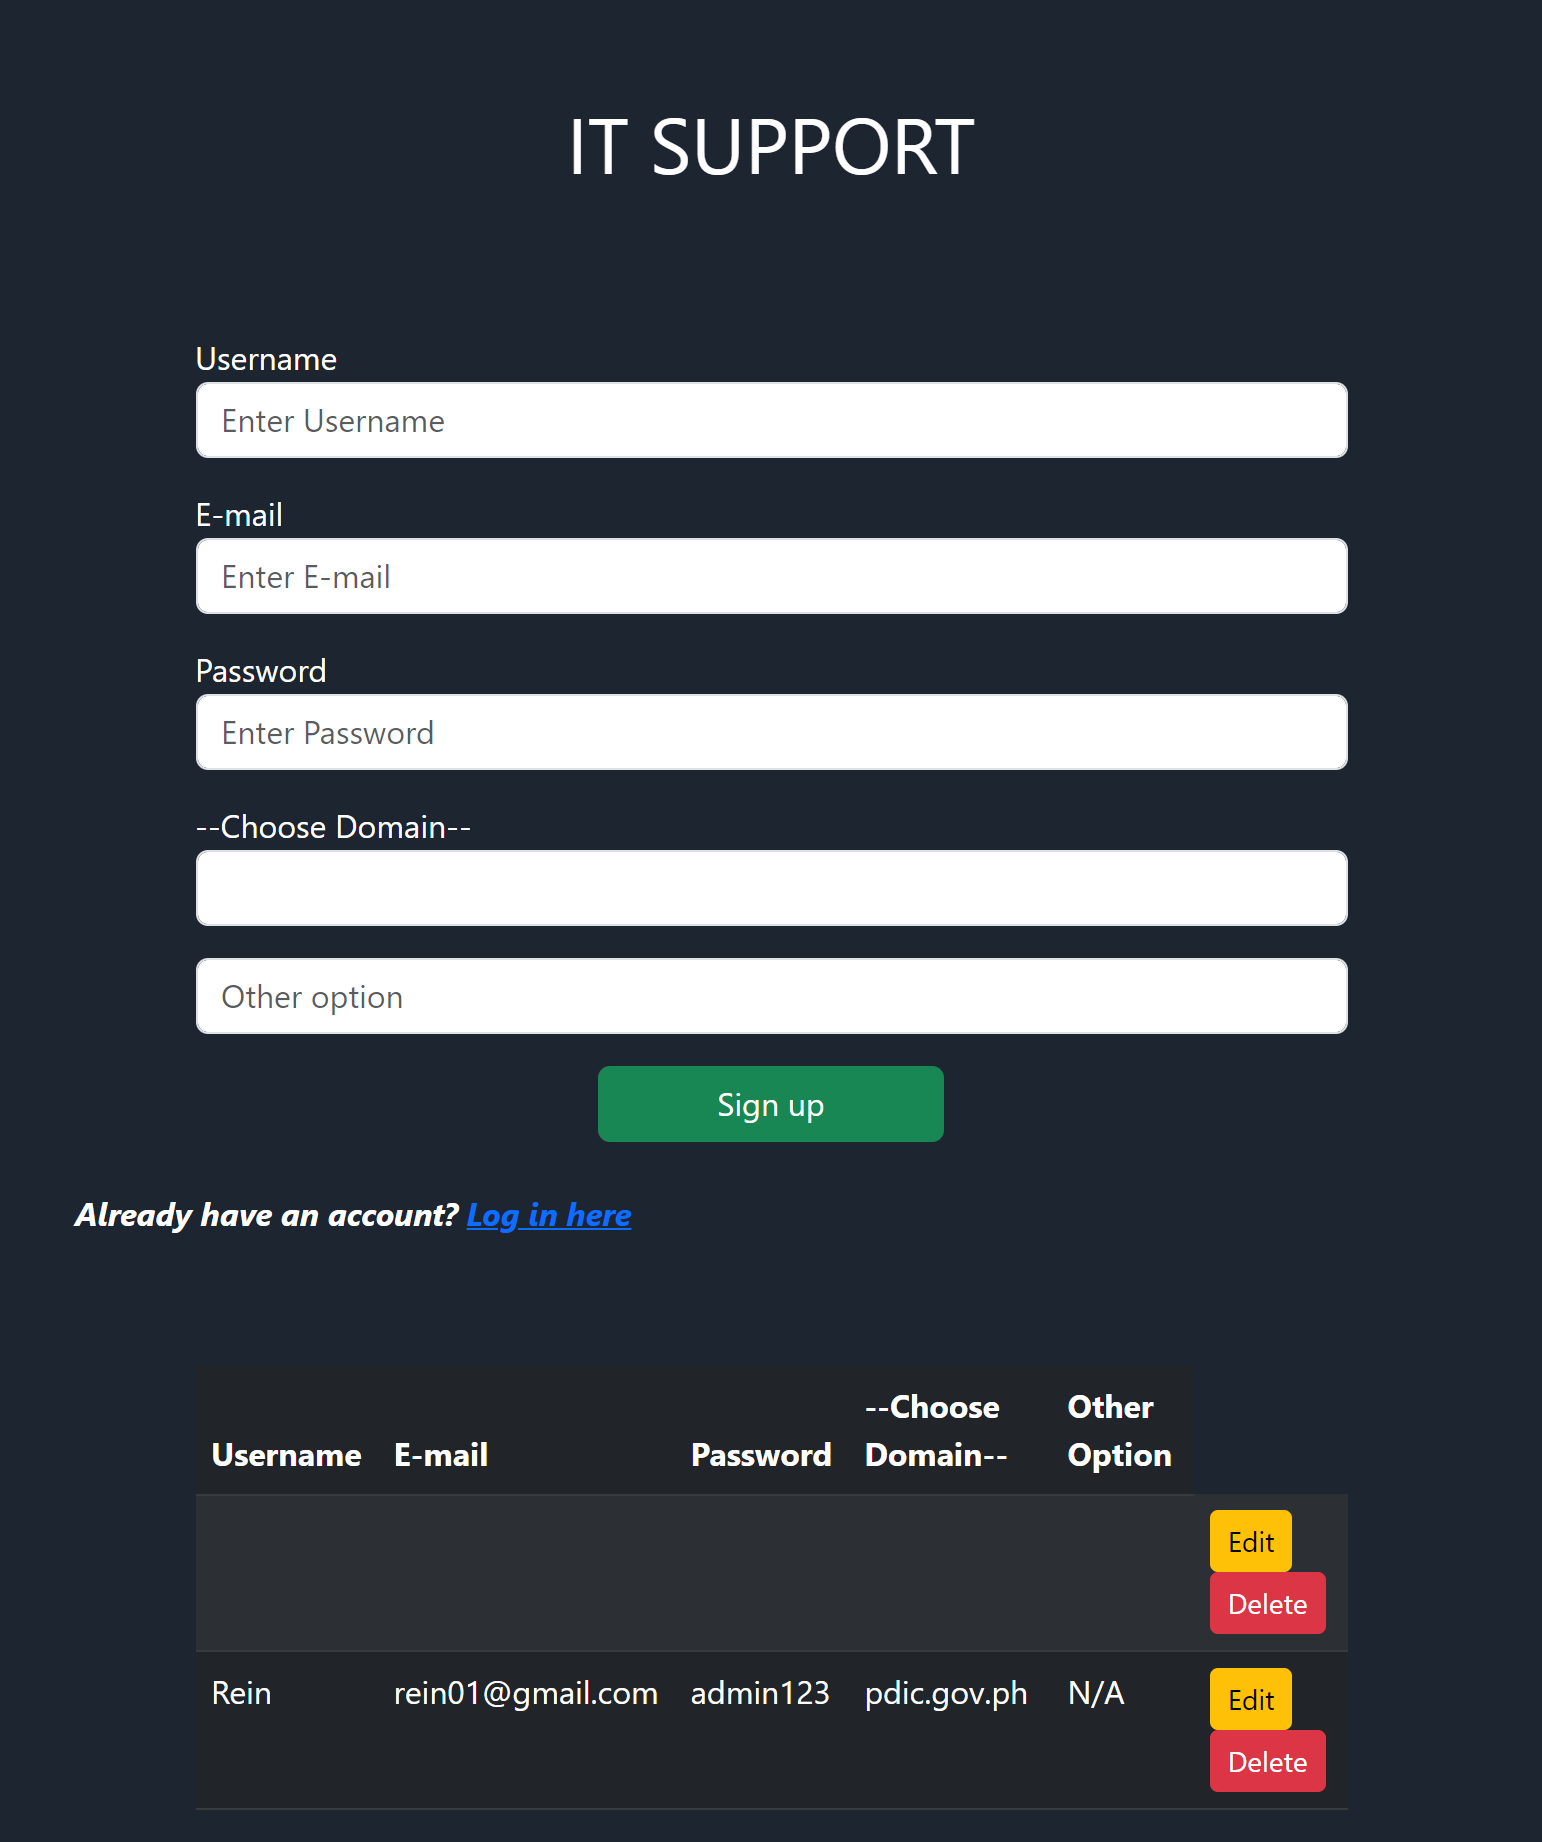 IT SUPPORT
Username
Enter Username
E-mail
Enter E-mail
Password
Enter Password
--Choose Domain--
Other option
Sign up
Already have an account? Log in here
Username E-mail Password --Choose Domain-- Other Option
Edit
Delete
Rein rein01@gmail.com admin123 pdic.gov.ph N/A Edit
Delete